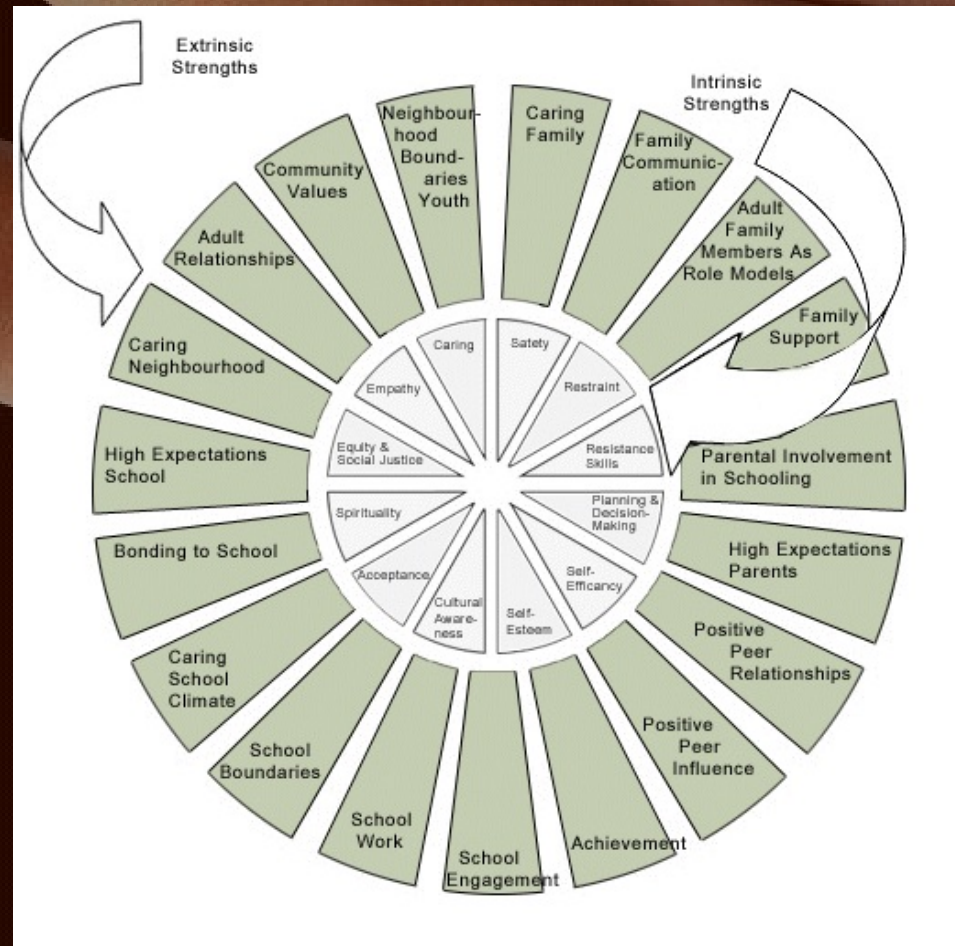 Extrinsic
Strengths
Intrinsic
Strengths
Neighbour-
hood
Bound-
aries
Youth
Caring
Family
Family
Communic-
ation
Adult
Family
Members As
Role Models
Family
Support
Parental Involvement
in Schooling
High Expectations
Parents
Positive
Peer
Relationships
Positive
Peer
Influence
Achievement
School
Engagement
School
Work
School
Boundaries
Caring
School
Climate
Bonding to School
High Expectations
School
Caring
Neighbourhood
Adult
Relationships
Community
Values
Caring
Safety
Restraint
Resistance
Skills
Planning &
Decision-
Making
Self-
Efficancy
Self-
Esteem
Cultural
Aware-
ness
Acceptance
Spirituality
Equity &
Social Justice
Empathy